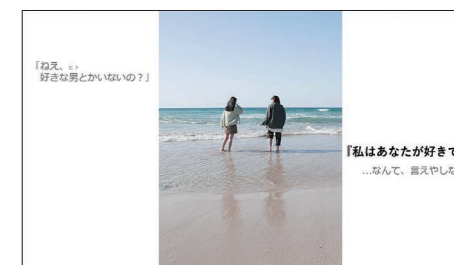 「ねえ、
好きな男とかいないの？」
『私はあなたが好きで
…なんて、言えやしな